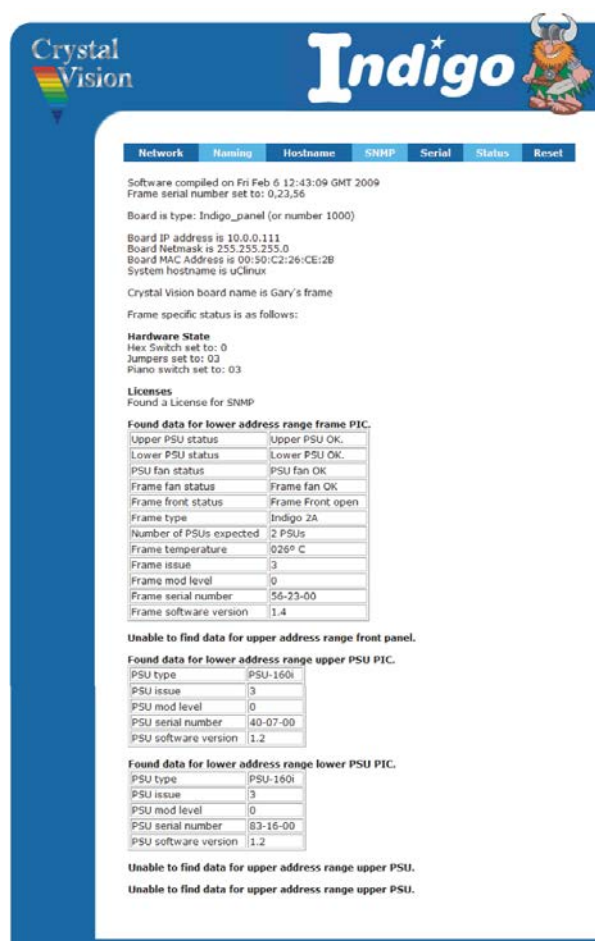 Crystal
Vision
Indigo
Network Naming Hostname SNMP Serial Status Reset
Software compiled on Fri Feb 6 12:43:09 GMT 2009
Frame serial number set to: 0,23,56
Board is type: Indigo_panel (or number 1000)
Board IP address is 10.0.0.111
Board Netmask is 255.255.255.0
Board MAC Address is 00:50:C2:26:CE:2B
System hostname is uClinux
Crystal Vision board name is Gary's frame
Frame specific status is as follows:
Hardware State
Hex Switch set to: 0
Jumpers set to: 03
Piano switch set to: 03
Licenses
Found a License for SNMP
Found data for lower address range frame PIC.
Upper PSU status Upper PSU OK.
Lower PSU status Lower PSU OK.
PSU fan status PSU fan OK
Frame fan status Frame fan OK
Frame front status Frame Front open
Frame type Indigo 2A
Number of PSUs expected 2 PSUs
Frame temperature 026º C
Frame issue 3
Frame mod level 0
Frame serial number 56-23-00
Frame software version 1.4
Unable to find data for upper address range front panel.
Found data for lower address range upper PSU PIC.
PSU type PSU-160i
PSU issue 3
PSU mod level 0
PSU serial number 40-07-00
PSU software version 1.2
Found data for lower address range lower PSU PIC.
PSU type PSU-160i
PSU issue 3
PSU mod level 0
PSU serial number 83-16-00
PSU software version 1.2
Unable to find data for upper address range upper PSU.
Unable to find data for upper address range upper PSU.